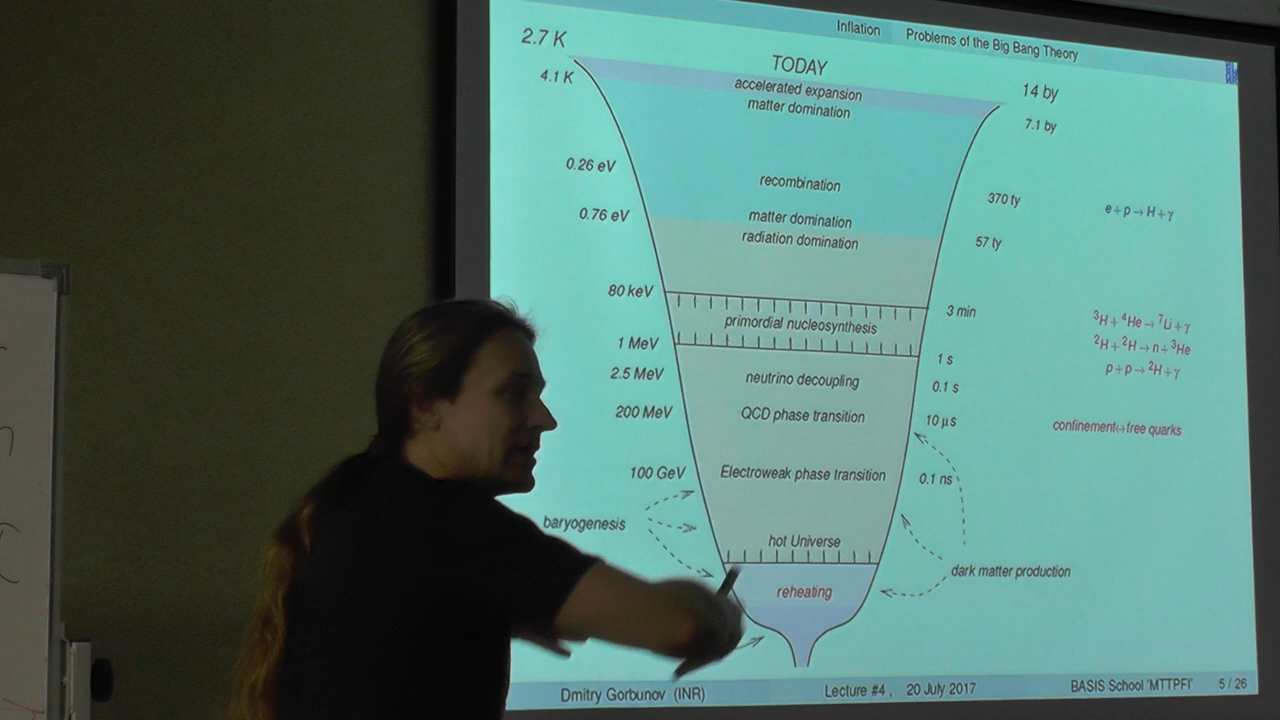 Inflation Problems of the Big Bang Theory
2.7 K
TODAY
4.1 K
accelerated expansion
14 by
matter domination
7.1 by
0.26 eV
recombination
370 ty
e + p → H + γ
0.76 eV
matter domination
radiation domination
57 ty
80 keV
3 min
primordial nucleosynthesis
³H + ⁴He → ⁷Li + γ
1 MeV
1 s
²H + ²H → n + ³He
2.5 MeV
neutrino decoupling
0.1 s
p + p → ²H + γ
200 MeV
QCD phase transition
10 μs
confinement↔free quarks
100 GeV
Electroweak phase transition
0.1 ns
baryogenesis
hot Universe
dark matter production
reheating
Dmitry Gorbunov (INR) Lecture #4 , 20 July 2017 BASIS School 'MTTPFI' 5 / 26